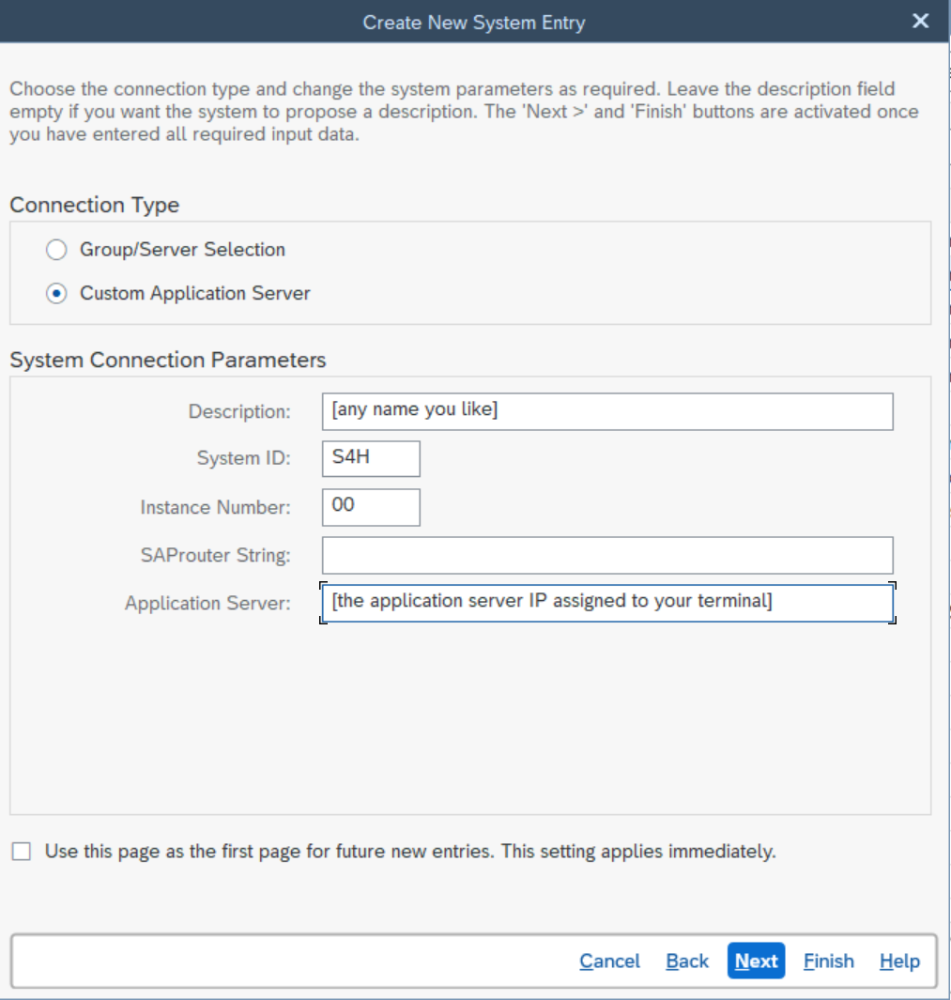 Create New System Entry
Choose the connection type and change the system parameters as required. Leave the description field
empty if you want the system to propose a description. The 'Next >' and 'Finish' buttons are activated once
you have entered all required input data.
Connection Type
Group/Server Selection
Custom Application Server
System Connection Parameters
Description: [any name you like]
System ID: S4H
Instance Number: 00
SAProuter String:
Application Server: [the application server IP assigned to your terminal]
Use this page as the first page for future new entries. This setting applies immediately.
Cancel Back Next Finish Help